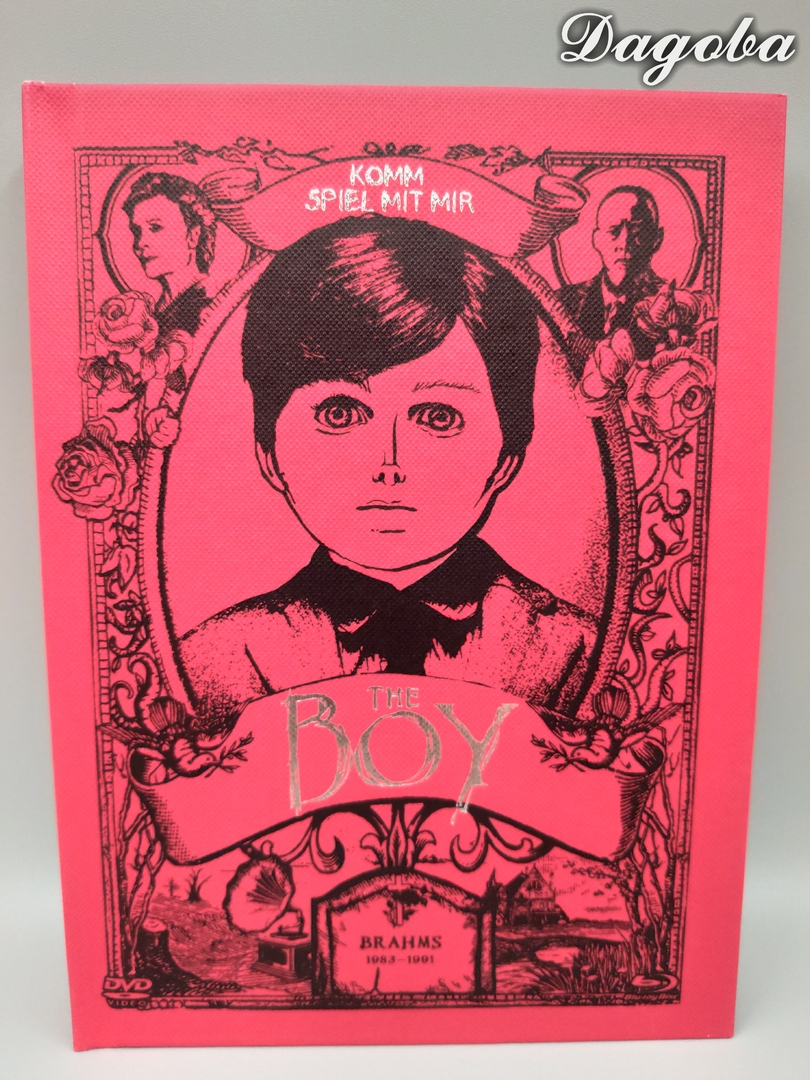 Dagoba
KOMM
SPIEL MIT MIR
THE
BOY
BRAHMS
1983-1991
DVD
VIDEO